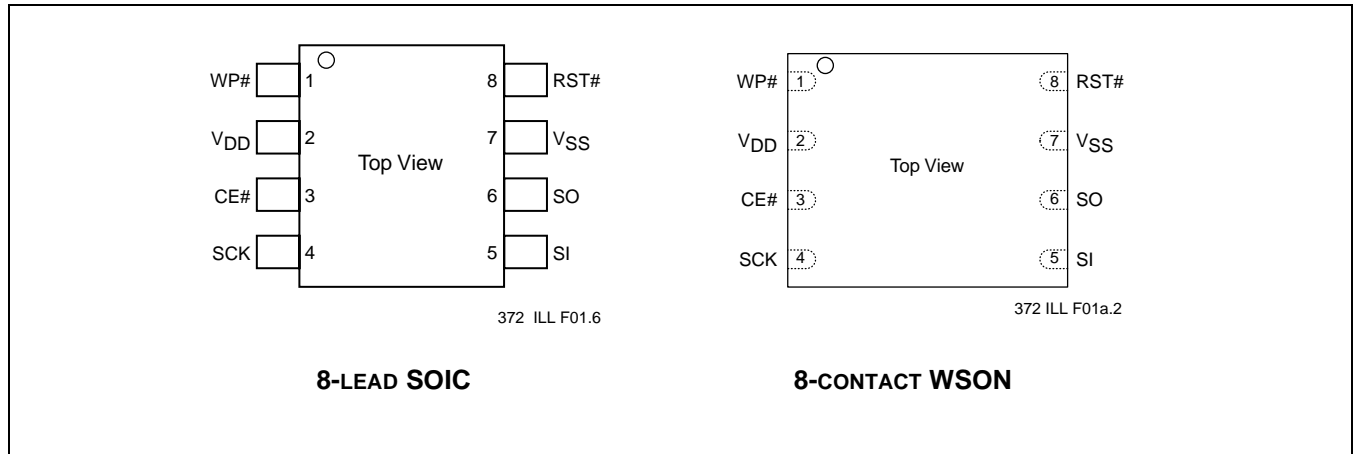 WP# 1 8 RST#
VDD 2 7 VSS
Top View
CE# 3 6 SO
SCK 4 5 SI
372 ILL F01.6
8-LEAD SOIC
WP# 1 8 RST#
VDD 2 7 VSS
Top View
CE# 3 6 SO
SCK 4 5 SI
372 ILL F01a.2
8-CONTACT WSON